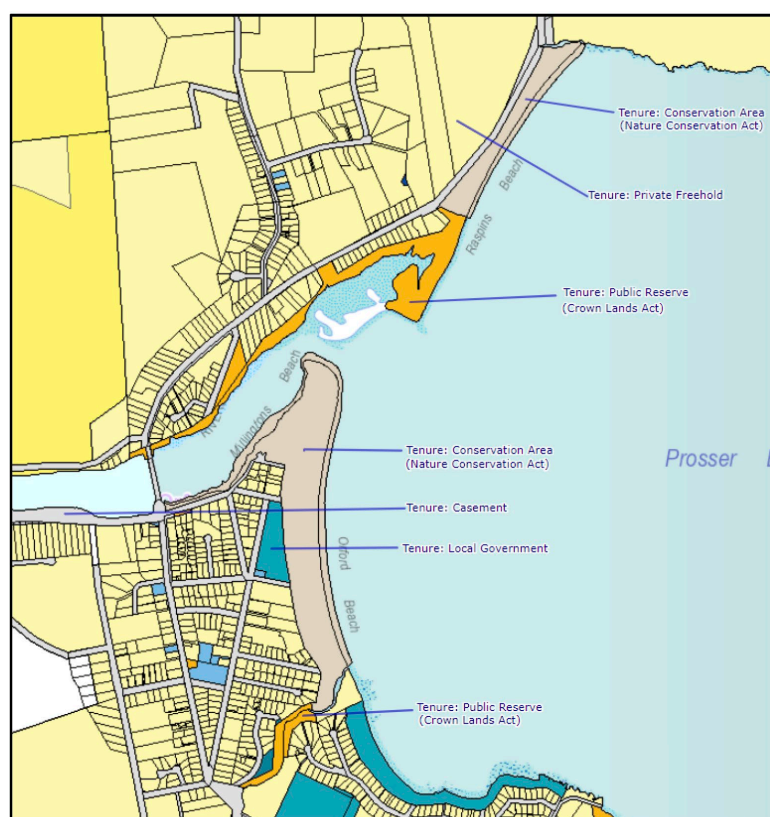 Tenure: Conservation Area
(Nature Conservation Act)
Tenure: Private Freehold
Raspins Beach
Tenure: Public Reserve
(Crown Lands Act)
Millingtons Beach
RIVER
Tenure: Conservation Area
(Nature Conservation Act)
Prosser
Tenure: Casement
Tenure: Local Government
Orford Beach
Tenure: Public Reserve
(Crown Lands Act)